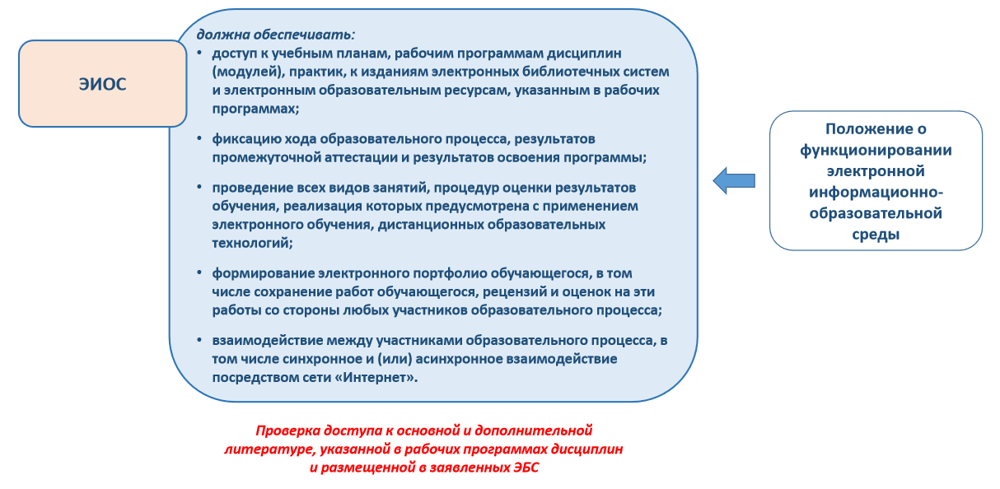 ЭИОС
должна обеспечивать:
• доступ к учебным планам, рабочим программам дисциплин
(модулей), практик, к изданиям электронных библиотечных систем
и электронным образовательным ресурсам, указанным в рабочих
программах;
• фиксацию хода образовательного процесса, результатов
промежуточной аттестации и результатов освоения программы;
• проведение всех видов занятий, процедур оценки результатов
обучения, реализация которых предусмотрена с применением
электронного обучения, дистанционных образовательных
технологий;
• формирование электронного портфолио обучающегося, в том
числе сохранение работ обучающегося, рецензий и оценок на эти
работы со стороны любых участников образовательного процесса;
• взаимодействие между участниками образовательного процесса, в
том числе синхронное и (или) асинхронное взаимодействие
посредством сети «Интернет».
Положение о
функционировании
электронной
информационно-
образовательной
среды
Проверка доступа к основной и дополнительной
литературе, указанной в рабочих программах дисциплин
и размещенной в заявленных ЭБС